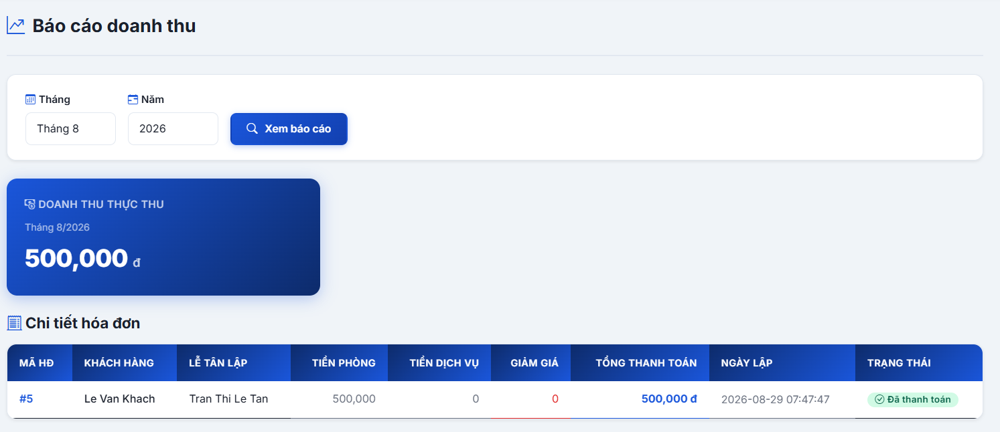 Báo cáo doanh thu
Tháng Năm
Tháng 8 2026 Xem báo cáo
DOANH THU THỰC THU
Tháng 8/2026
500,000 đ
Chi tiết hóa đơn
MÃ HĐ KHÁCH HÀNG LỄ TÂN LẬP TIỀN PHÒNG TIỀN DỊCH VỤ GIẢM GIÁ TỔNG THANH TOÁN NGÀY LẬP TRẠNG THÁI
#5 Le Van Khach Tran Thi Le Tan 500,000 0 0 500,000 đ 2026-08-29 07:47:47 Đã thanh toán